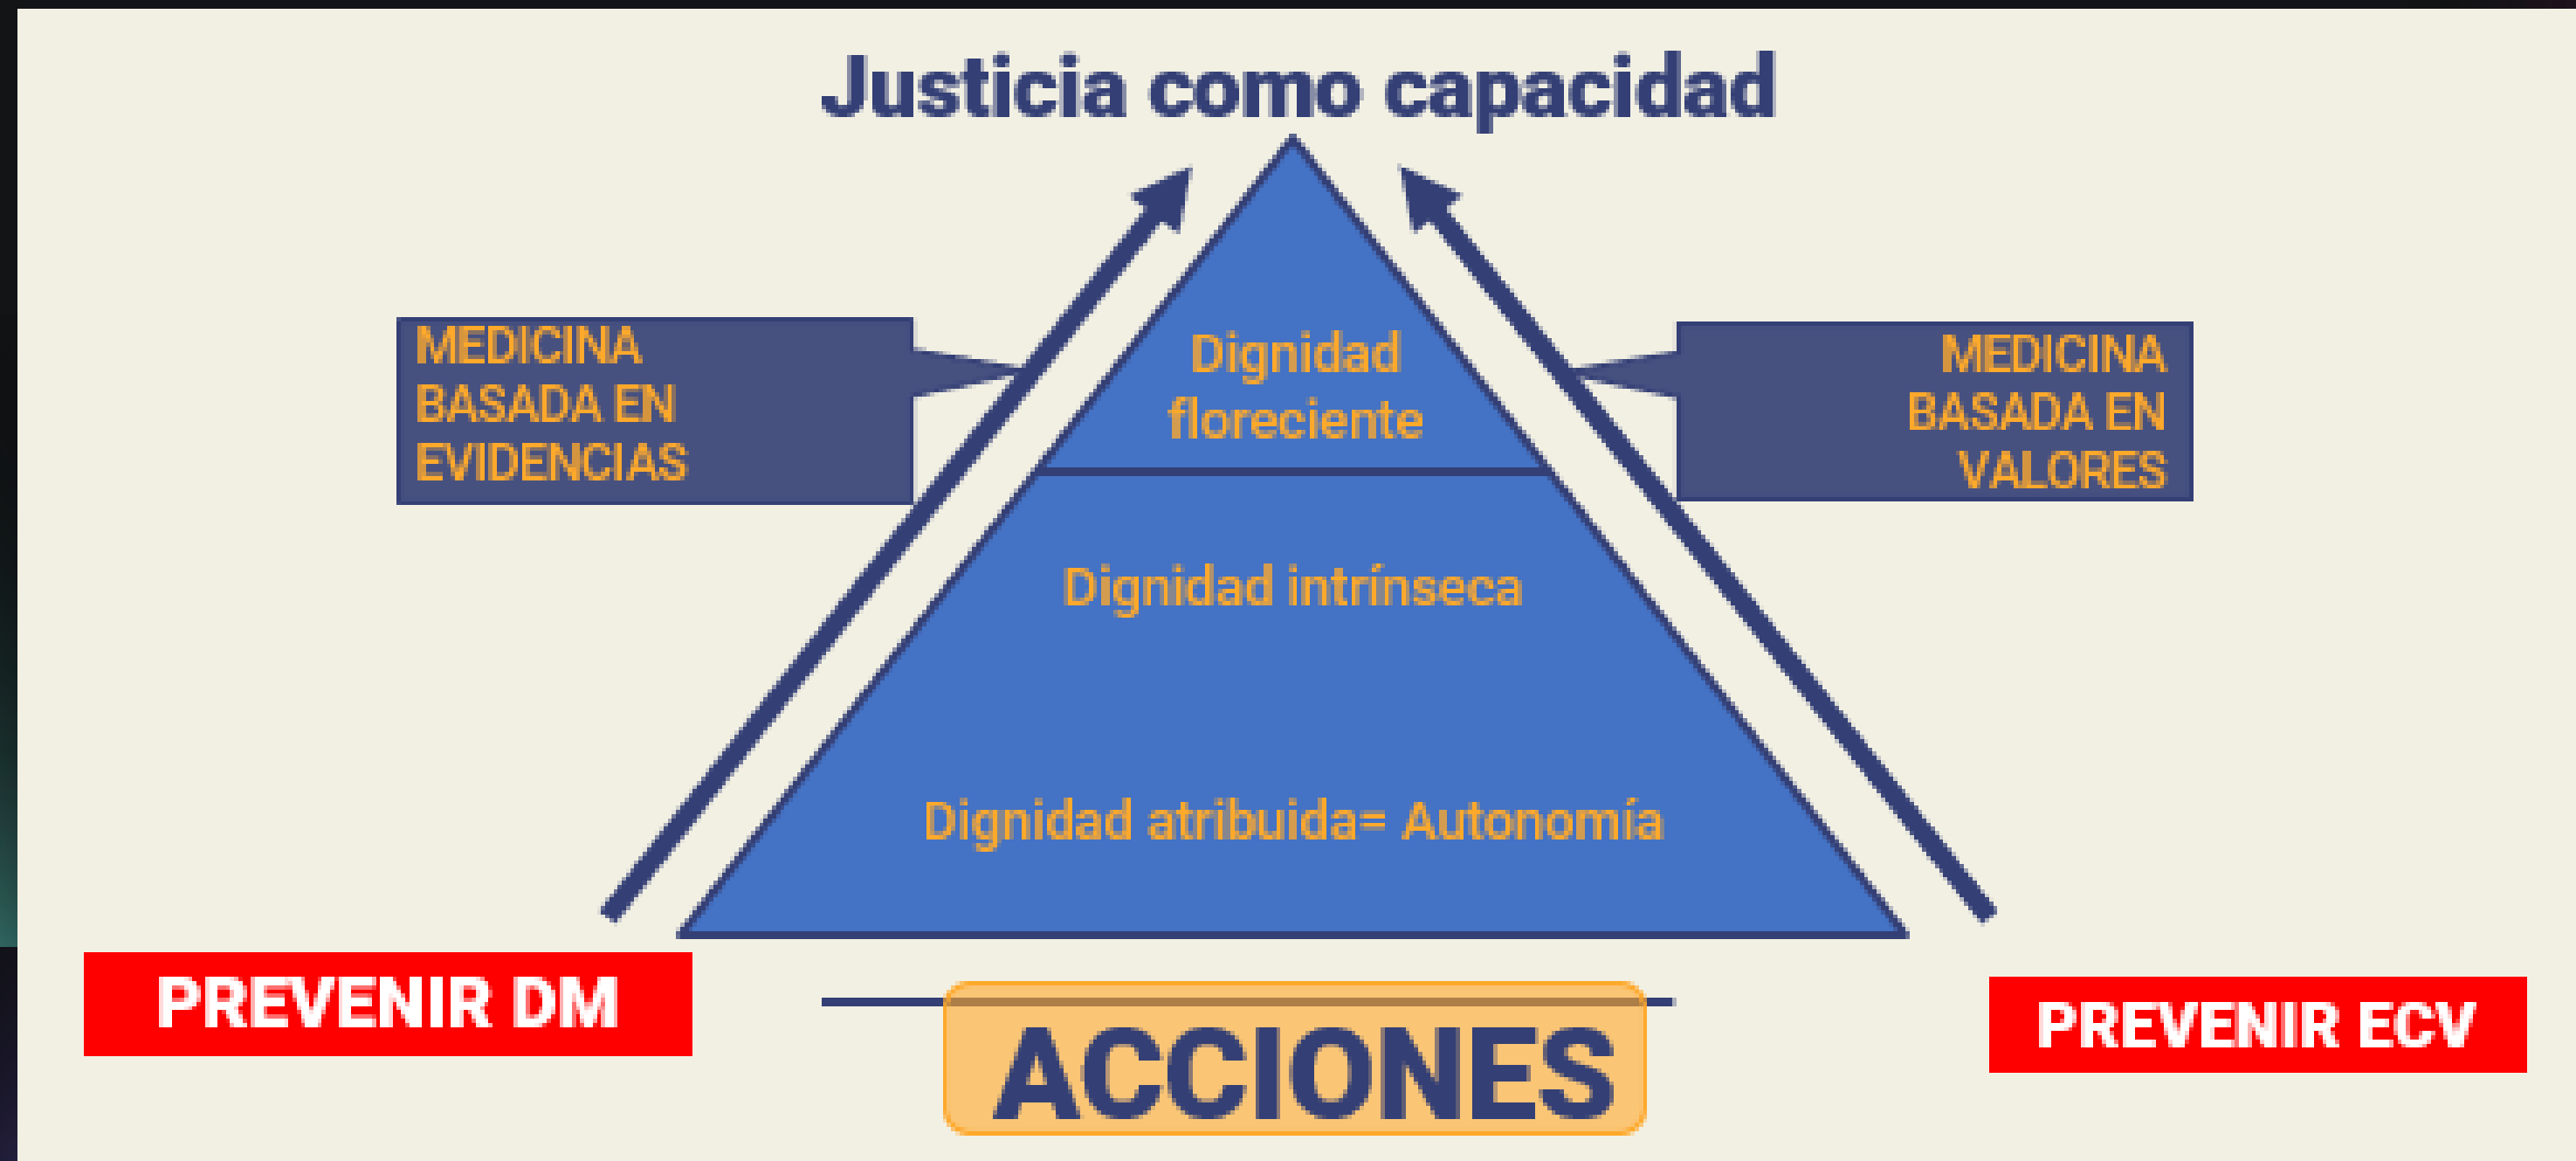 Justicia como capacidad
MEDICINA
BASADA EN
EVIDENCIAS
Dignidad
floreciente
MEDICINA
BASADA EN
VALORES
Dignidad intrínseca
Dignidad atribuida= Autonomía
PREVENIR DM
ACCIONES
PREVENIR ECV